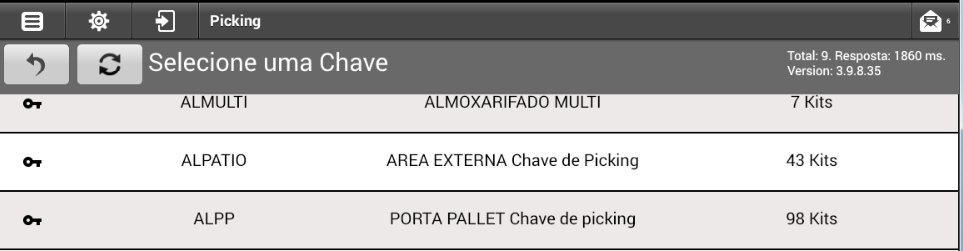 Picking
6
Selecione uma Chave
Total: 9. Resposta: 1860 ms.
Version: 3.9.8.35
ALMULTI ALMOXARIFADO MULTI 7 Kits
ALPATIO AREA EXTERNA Chave de Picking 43 Kits
ALPP PORTA PALLET Chave de picking 98 Kits